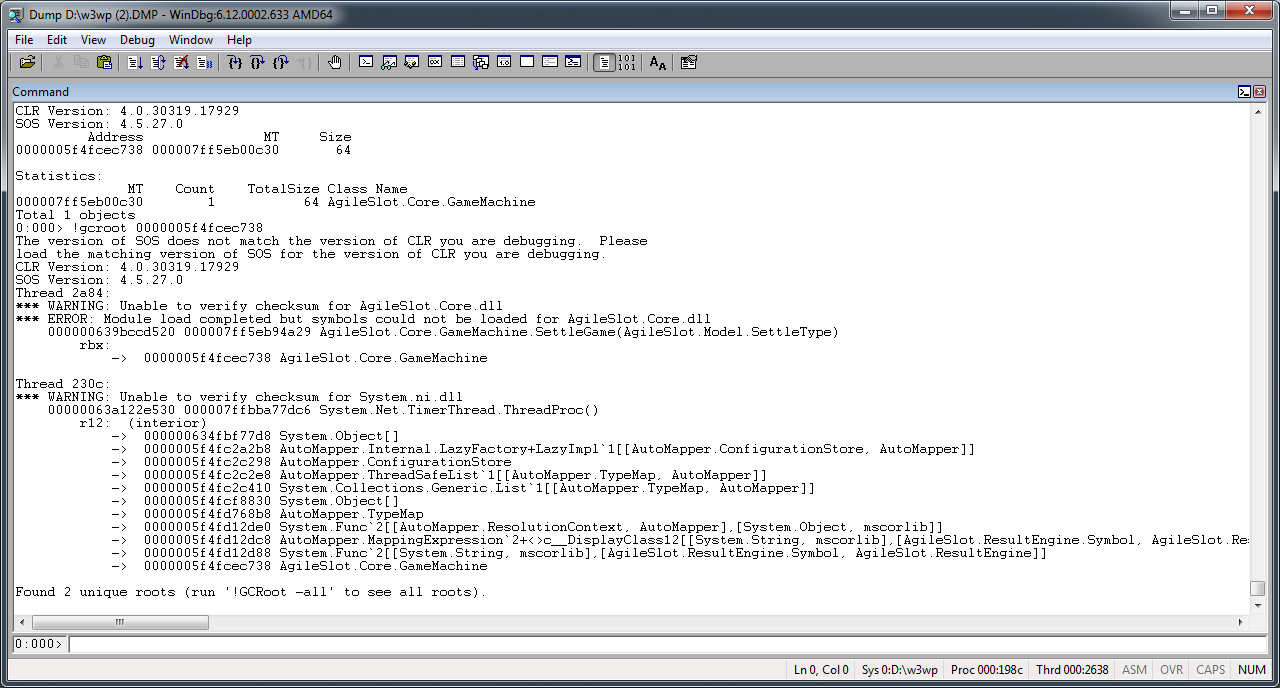 Dump D:\w3wp (2).DMP - WinDbg:6.12.0002.633 AMD64
File Edit View Debug Window Help
Command
CLR Version: 4.0.30319.17929
SOS Version: 4.5.27.0
Address MT Size
0000005f4fcec738 000007ff5eb00c30 64
Statistics:
MT Count TotalSize Class Name
000007ff5eb00c30 1 64 AgileSlot.Core.GameMachine
Total 1 objects
0:000> !gcroot 0000005f4fcec738
The version of SOS does not match the version of CLR you are debugging. Please
load the matching version of SOS for the version of CLR you are debugging.
CLR Version: 4.0.30319.17929
SOS Version: 4.5.27.0
Thread 2a84:
*** WARNING: Unable to verify checksum for AgileSlot.Core.dll
*** ERROR: Module load completed but symbols could not be loaded for AgileSlot.Core.dll
000000639bccd520 000007ff5eb94a29 AgileSlot.Core.GameMachine.SettleGame(AgileSlot.Model.SettleType)
rbx:
-> 0000005f4fcec738 AgileSlot.Core.GameMachine
Thread 230c:
*** WARNING: Unable to verify checksum for System.ni.dll
00000063a122e530 000007ffbba77dc6 System.Net.TimerThread.ThreadProc()
r12: (interior)
-> 000000634fbf77d8 System.Object[]
-> 0000005f4fc2a2b8 AutoMapper.Internal.LazyFactory+LazyImpl`1[[AutoMapper.ConfigurationStore, AutoMapper]]
-> 0000005f4fc2c298 AutoMapper.ConfigurationStore
-> 0000005f4fc2c2e8 AutoMapper.ThreadSafeList`1[[AutoMapper.TypeMap, AutoMapper]]
-> 0000005f4fc2c410 System.Collections.Generic.List`1[[AutoMapper.TypeMap, AutoMapper]]
-> 0000005f4fcf8830 System.Object[]
-> 0000005f4fd768b8 AutoMapper.TypeMap
-> 0000005f4fd12de0 System.Func`2[[AutoMapper.ResolutionContext, AutoMapper],[System.Object, mscorlib]]
-> 0000005f4fd12dc8 AutoMapper.MappingExpression`2+<>c__DisplayClass12[[System.String, mscorlib],[AgileSlot.ResultEngine.Symbol, AgileSlot.Res
-> 0000005f4fd12d88 System.Func`2[[System.String, mscorlib],[AgileSlot.ResultEngine.Symbol, AgileSlot.ResultEngine]]
-> 0000005f4fcec738 AgileSlot.Core.GameMachine
Found 2 unique roots (run '!GCRoot -all' to see all roots).
0:000>
Ln 0, Col 0 Sys 0:D:\w3wp Proc 000:198c Thrd 000:2638 ASM OVR CAPS NUM